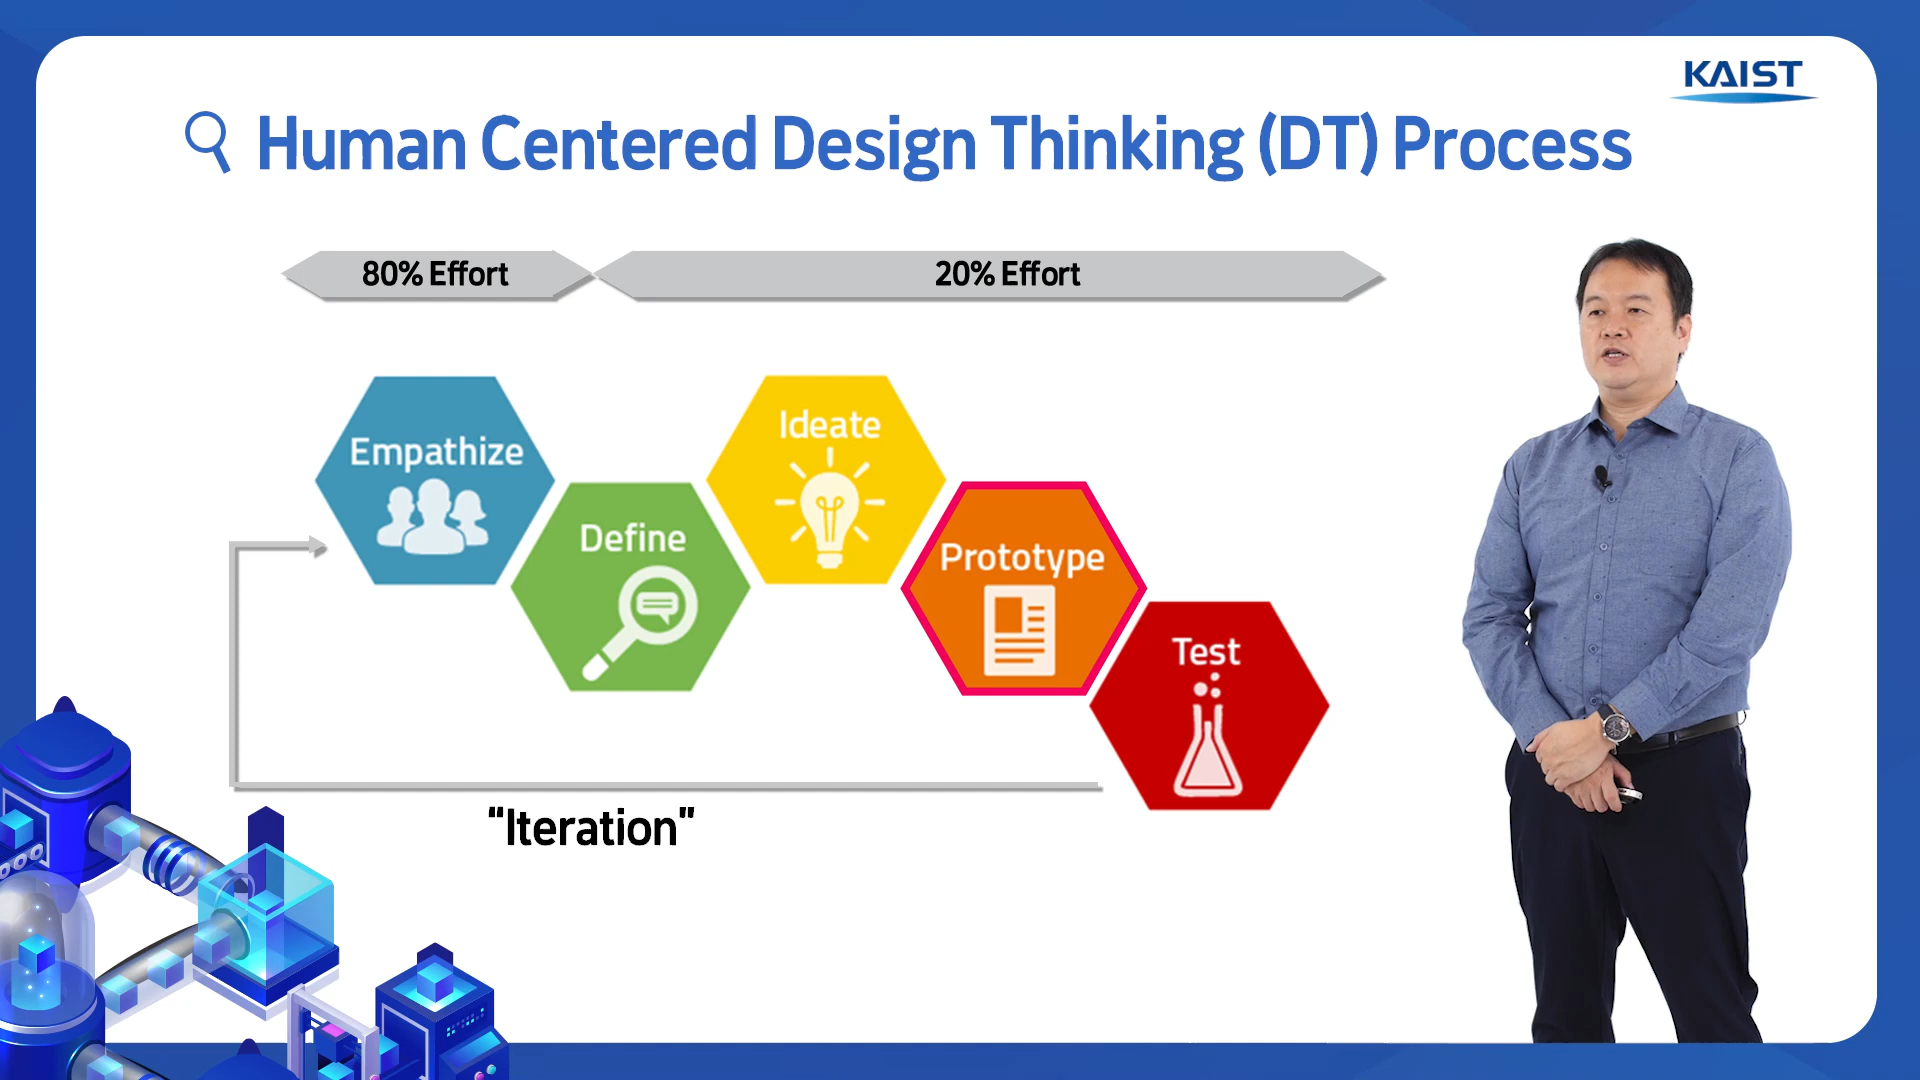 KAIST
Human Centered Design Thinking (DT) Process
80% Effort
20% Effort
Empathize
Define
Ideate
Prototype
Test
“Iteration”